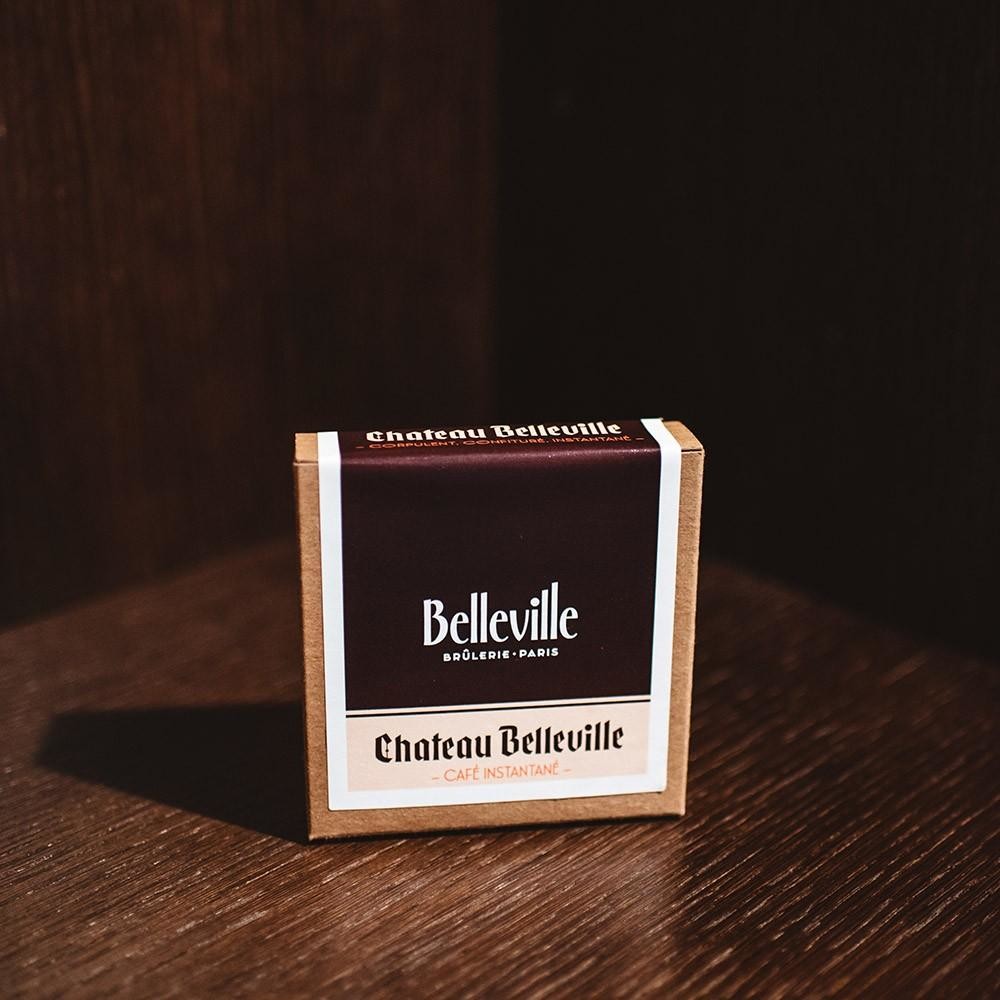 Chateau Belleville
- CORPULENT, CONFITURÉ, INSTANTANÉ -
Belleville
BRÛLERIE · PARIS
Chateau Belleville
- CAFÉ INSTANTANÉ -